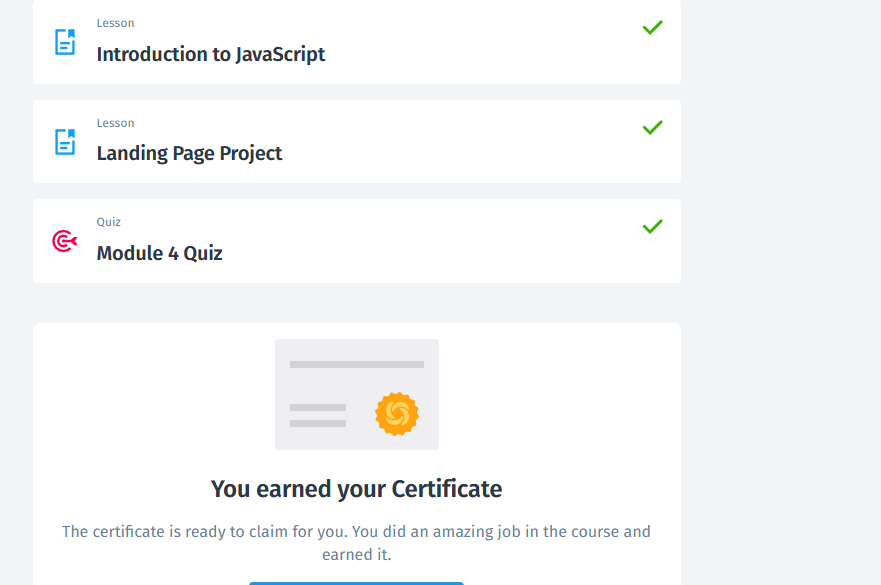 Lesson
Introduction to JavaScript
Lesson
Landing Page Project
Quiz
Module 4 Quiz
You earned your Certificate
The certificate is ready to claim for you. You did an amazing job in the course and
earned it.